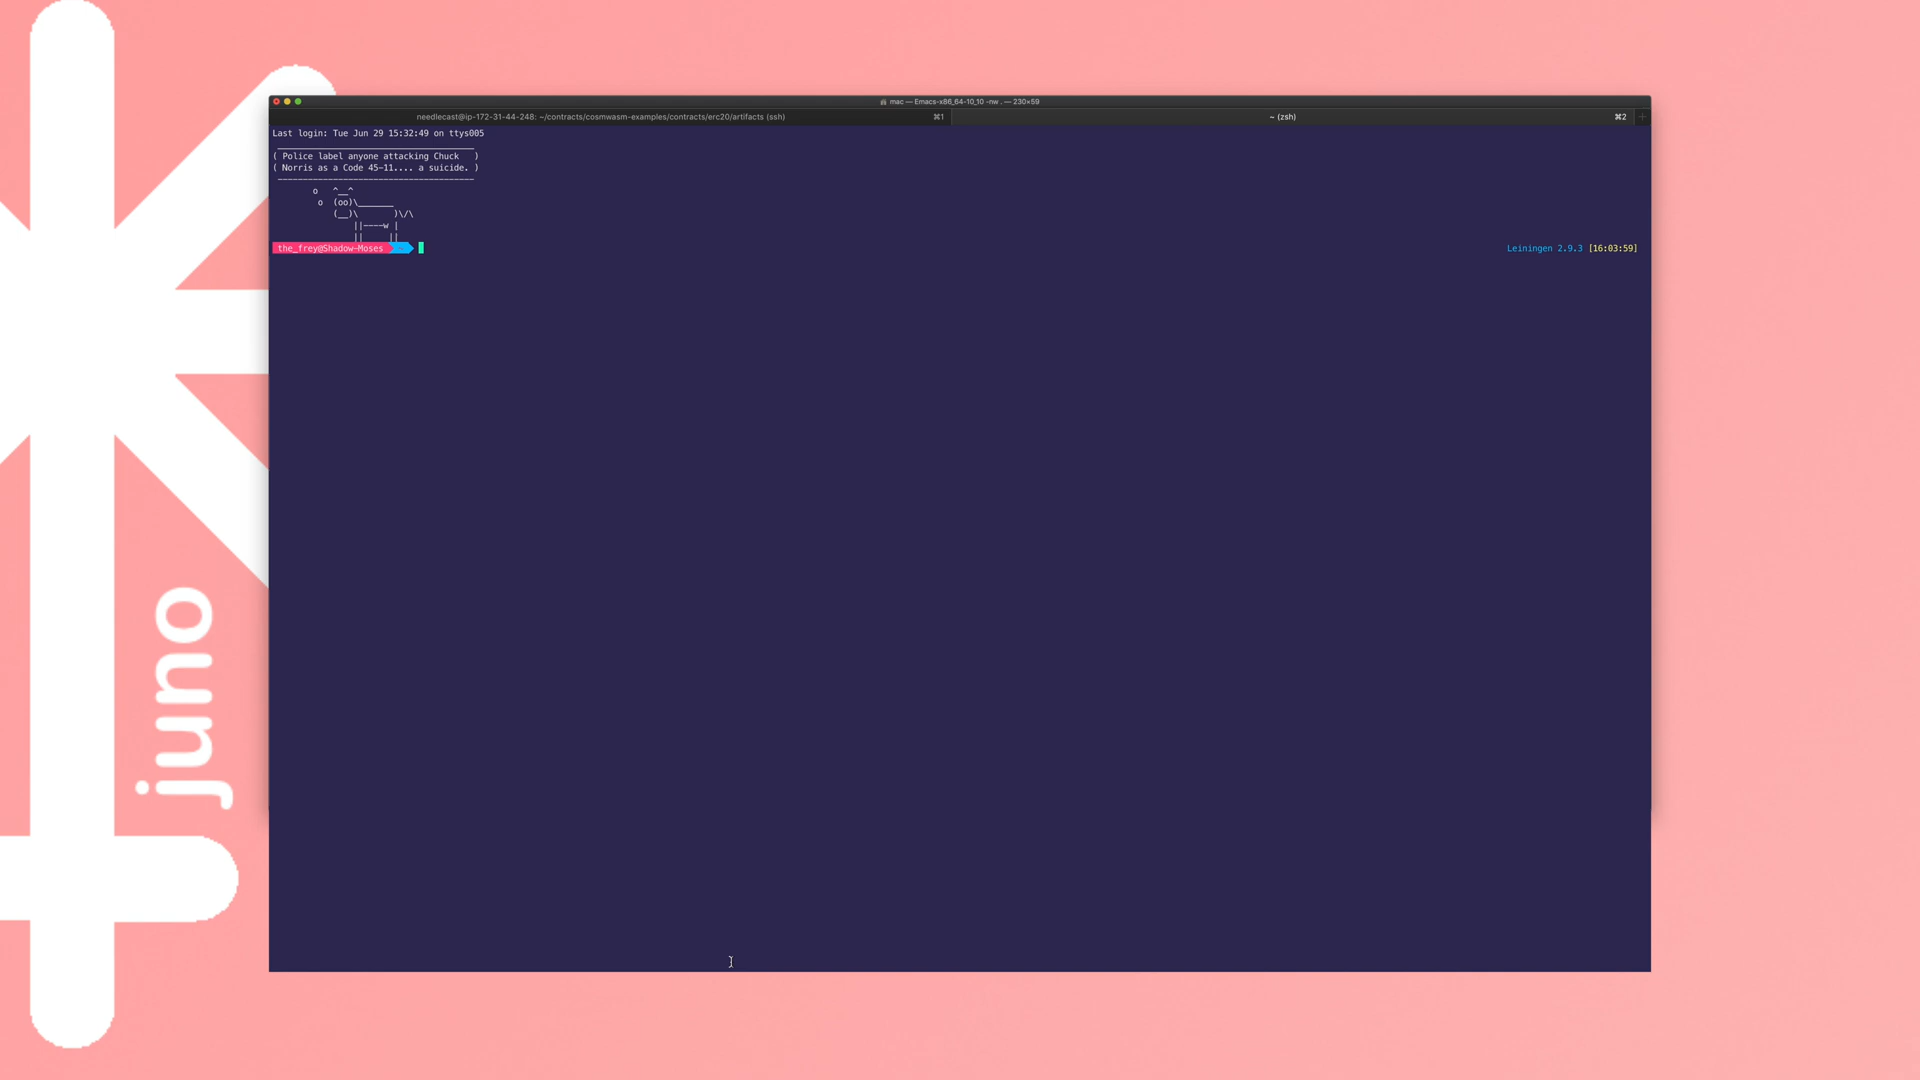 mac — Emacs-x86_64-10_10 -nw . — 230×59
needlecast@ip-172-31-44-248: ~/contracts/cosmwasm-examples/contracts/erc20/artifacts (ssh) ⌘1 ~ (zsh) ⌘2 +
Last login: Tue Jun 29 15:32:49 on ttys005
_______________________________________
( Police label anyone attacking Chuck   )
( Norris as a Code 45-11.... a suicide. )
---------------------------------------
        o   ^__^
         o  (oo)\_______
            (__)\       )\/\
                ||----w |
                ||     ||
the_frey@Shadow-Moses ~ Leiningen 2.9.3 [16:03:59]
juno